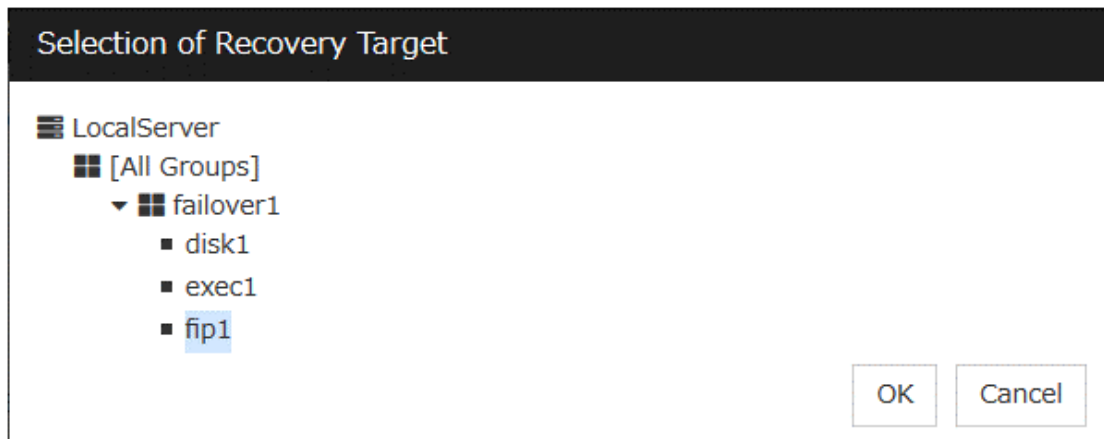 Selection of Recovery Target
LocalServer
[All Groups]
failover1
disk1
exec1
fip1
OK Cancel